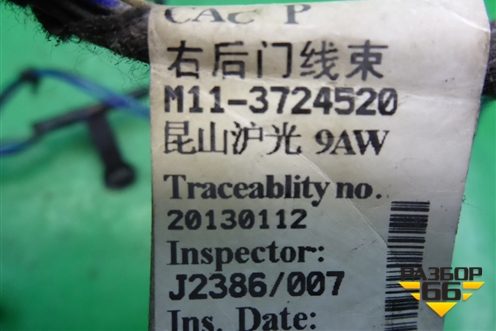 右后门线束
M11-3724520
昆山沪光 9AW
Traceablity no.
20130112
Inspector:
J2386/007
Ins. Date:
РАЗБОР
66